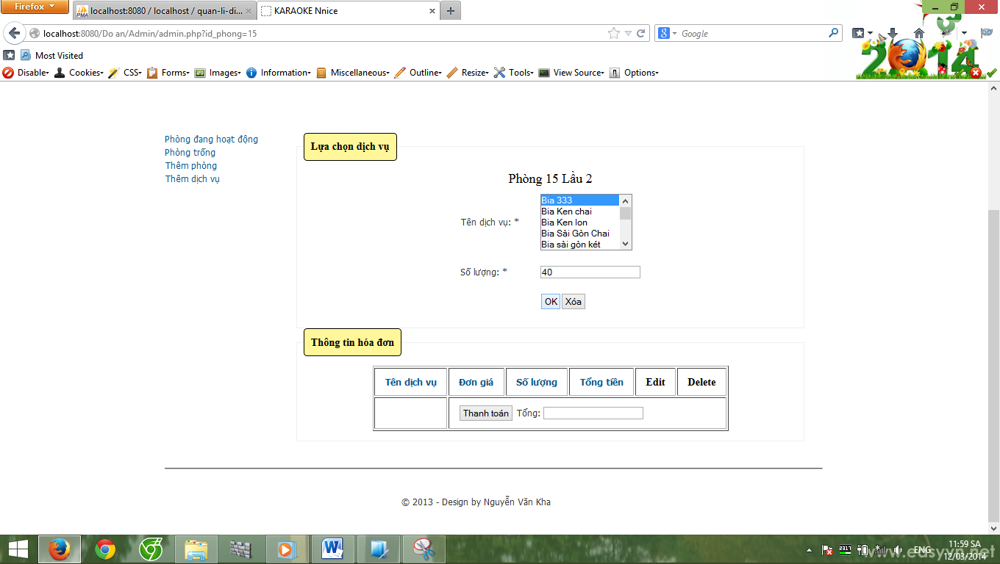 Firefox
localhost:8080 / localhost / quan-li-di...
KARAOKE Nnice
localhost:8080/Do an/Admin/admin.php?id_phong=15
Google
Most Visited
Disable Cookies CSS Forms Images Information Miscellaneous Outline Resize Tools View Source Options
2014
Phòng đang hoạt động
Phòng trống
Thêm phòng
Thêm dịch vụ
Lựa chọn dịch vụ
Phòng 15 Lầu 2
Tên dịch vụ: *
Bia 333
Bia Ken chai
Bia Ken lon
Bia Sài Gòn Chai
Bia sài gòn két
Số lượng: *
40
OK Xóa
Thông tin hóa đơn
Tên dịch vụ Đơn giá Số lượng Tổng tiền Edit Delete
Thanh toán Tổng:
© 2013 - Design by Nguyễn Văn Kha
ENG
11:59 SA
12/03/2014